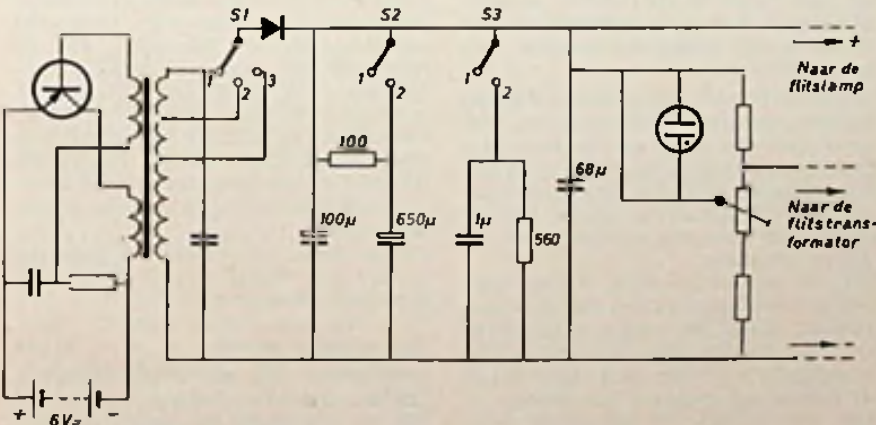 S1
S2
S3
1
2
3
1
2
1
2
+
Naar de
flitslamp
100
68µ
100µ
650µ
1µ
560
Naar de
flitstrans-
formator
+
-
6V=